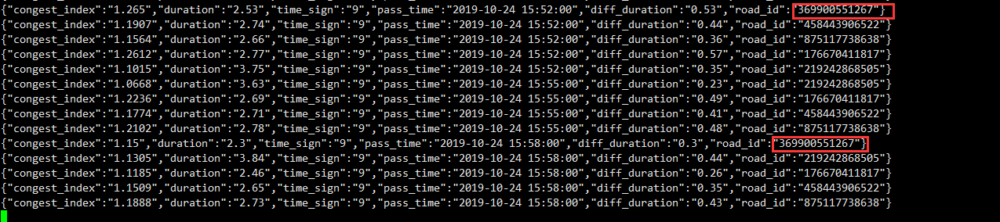 {"congest_index":"1.265","duration":"2.53","time_sign":"9","pass_time":"2019-10-24 15:52:00","diff_duration":"0.53","road_id":"369900551267"}
{"congest_index":"1.1907","duration":"2.74","time_sign":"9","pass_time":"2019-10-24 15:52:00","diff_duration":"0.44","road_id":"458443906522"}
{"congest_index":"1.1564","duration":"2.66","time_sign":"9","pass_time":"2019-10-24 15:52:00","diff_duration":"0.36","road_id":"875117738638"}
{"congest_index":"1.2612","duration":"2.77","time_sign":"9","pass_time":"2019-10-24 15:52:00","diff_duration":"0.57","road_id":"176670411817"}
{"congest_index":"1.1015","duration":"3.75","time_sign":"9","pass_time":"2019-10-24 15:52:00","diff_duration":"0.35","road_id":"219242868505"}
{"congest_index":"1.0668","duration":"3.63","time_sign":"9","pass_time":"2019-10-24 15:55:00","diff_duration":"0.23","road_id":"219242868505"}
{"congest_index":"1.2236","duration":"2.69","time_sign":"9","pass_time":"2019-10-24 15:55:00","diff_duration":"0.49","road_id":"176670411817"}
{"congest_index":"1.1774","duration":"2.71","time_sign":"9","pass_time":"2019-10-24 15:55:00","diff_duration":"0.41","road_id":"458443906522"}
{"congest_index":"1.2102","duration":"2.78","time_sign":"9","pass_time":"2019-10-24 15:55:00","diff_duration":"0.48","road_id":"875117738638"}
{"congest_index":"1.15","duration":"2.3","time_sign":"9","pass_time":"2019-10-24 15:58:00","diff_duration":"0.3","road_id":"369900551267"}
{"congest_index":"1.1305","duration":"3.84","time_sign":"9","pass_time":"2019-10-24 15:58:00","diff_duration":"0.44","road_id":"219242868505"}
{"congest_index":"1.1185","duration":"2.46","time_sign":"9","pass_time":"2019-10-24 15:58:00","diff_duration":"0.26","road_id":"176670411817"}
{"congest_index":"1.1509","duration":"2.65","time_sign":"9","pass_time":"2019-10-24 15:58:00","diff_duration":"0.35","road_id":"458443906522"}
{"congest_index":"1.1888","duration":"2.73","time_sign":"9","pass_time":"2019-10-24 15:58:00","diff_duration":"0.43","road_id":"875117738638"}